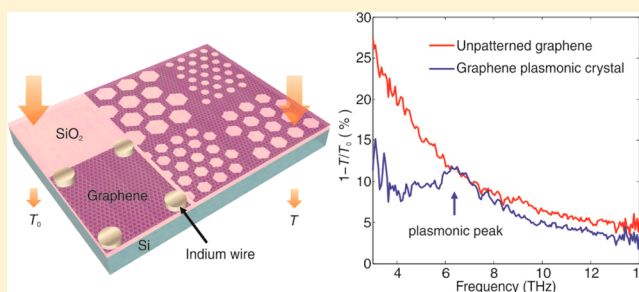 SiO₂
Graphene
T₀
Si
T
Indium wire
1−T/T₀ (%)
30
25
20
15
10
5
0
Unpatterned graphene
Graphene plasmonic crystal
plasmonic peak
4 6 8 10 12 1
Frequency (THz)